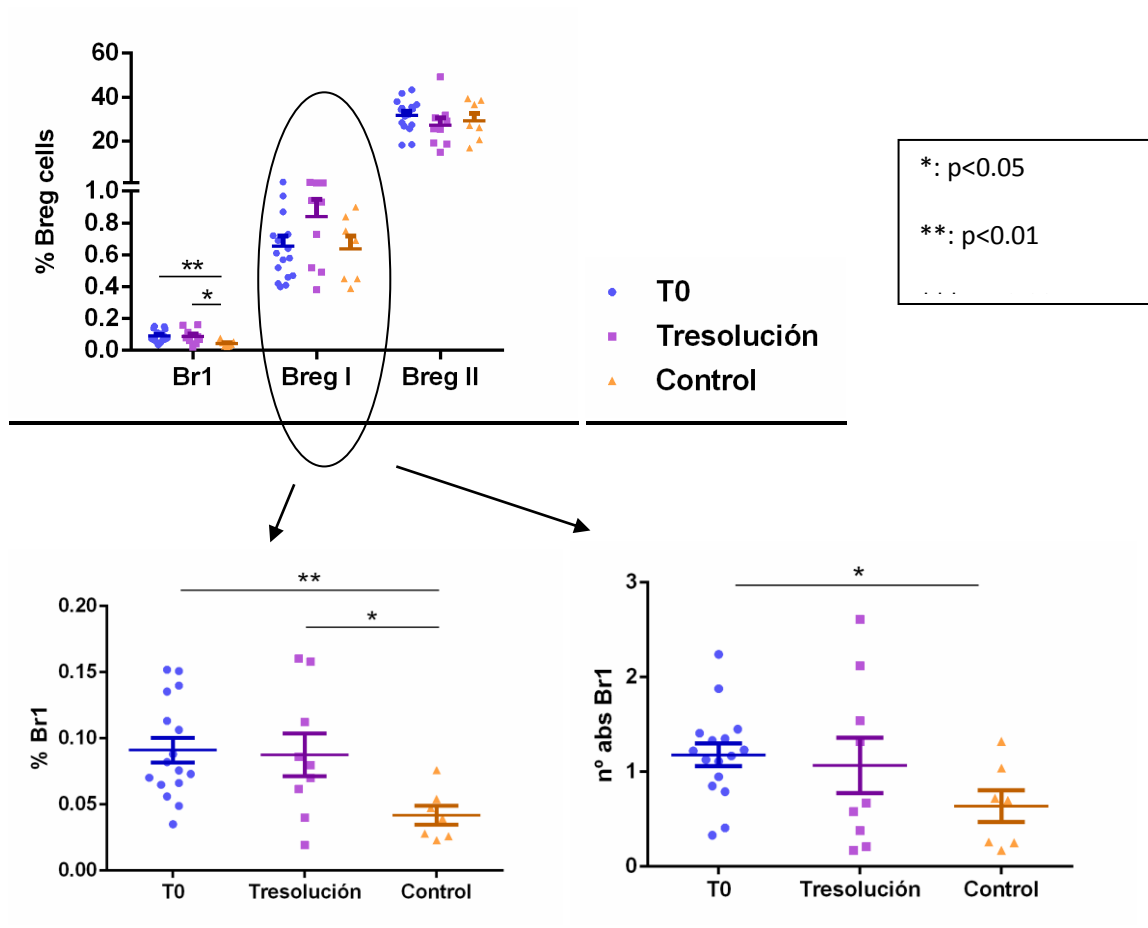 60
40
20
1.0
0.8
0.6
0.4
0.2
0.0
% Breg cells
**
*
Br1 Breg I Breg II
T0
Tresolución
Control
*: p<0.05
**: p<0.01
**
*
0.20
0.15
0.10
0.05
0.00
% Br1
T0 Tresolución Control
*
3
2
1
0
nº abs Br1
T0 Tresolución Control